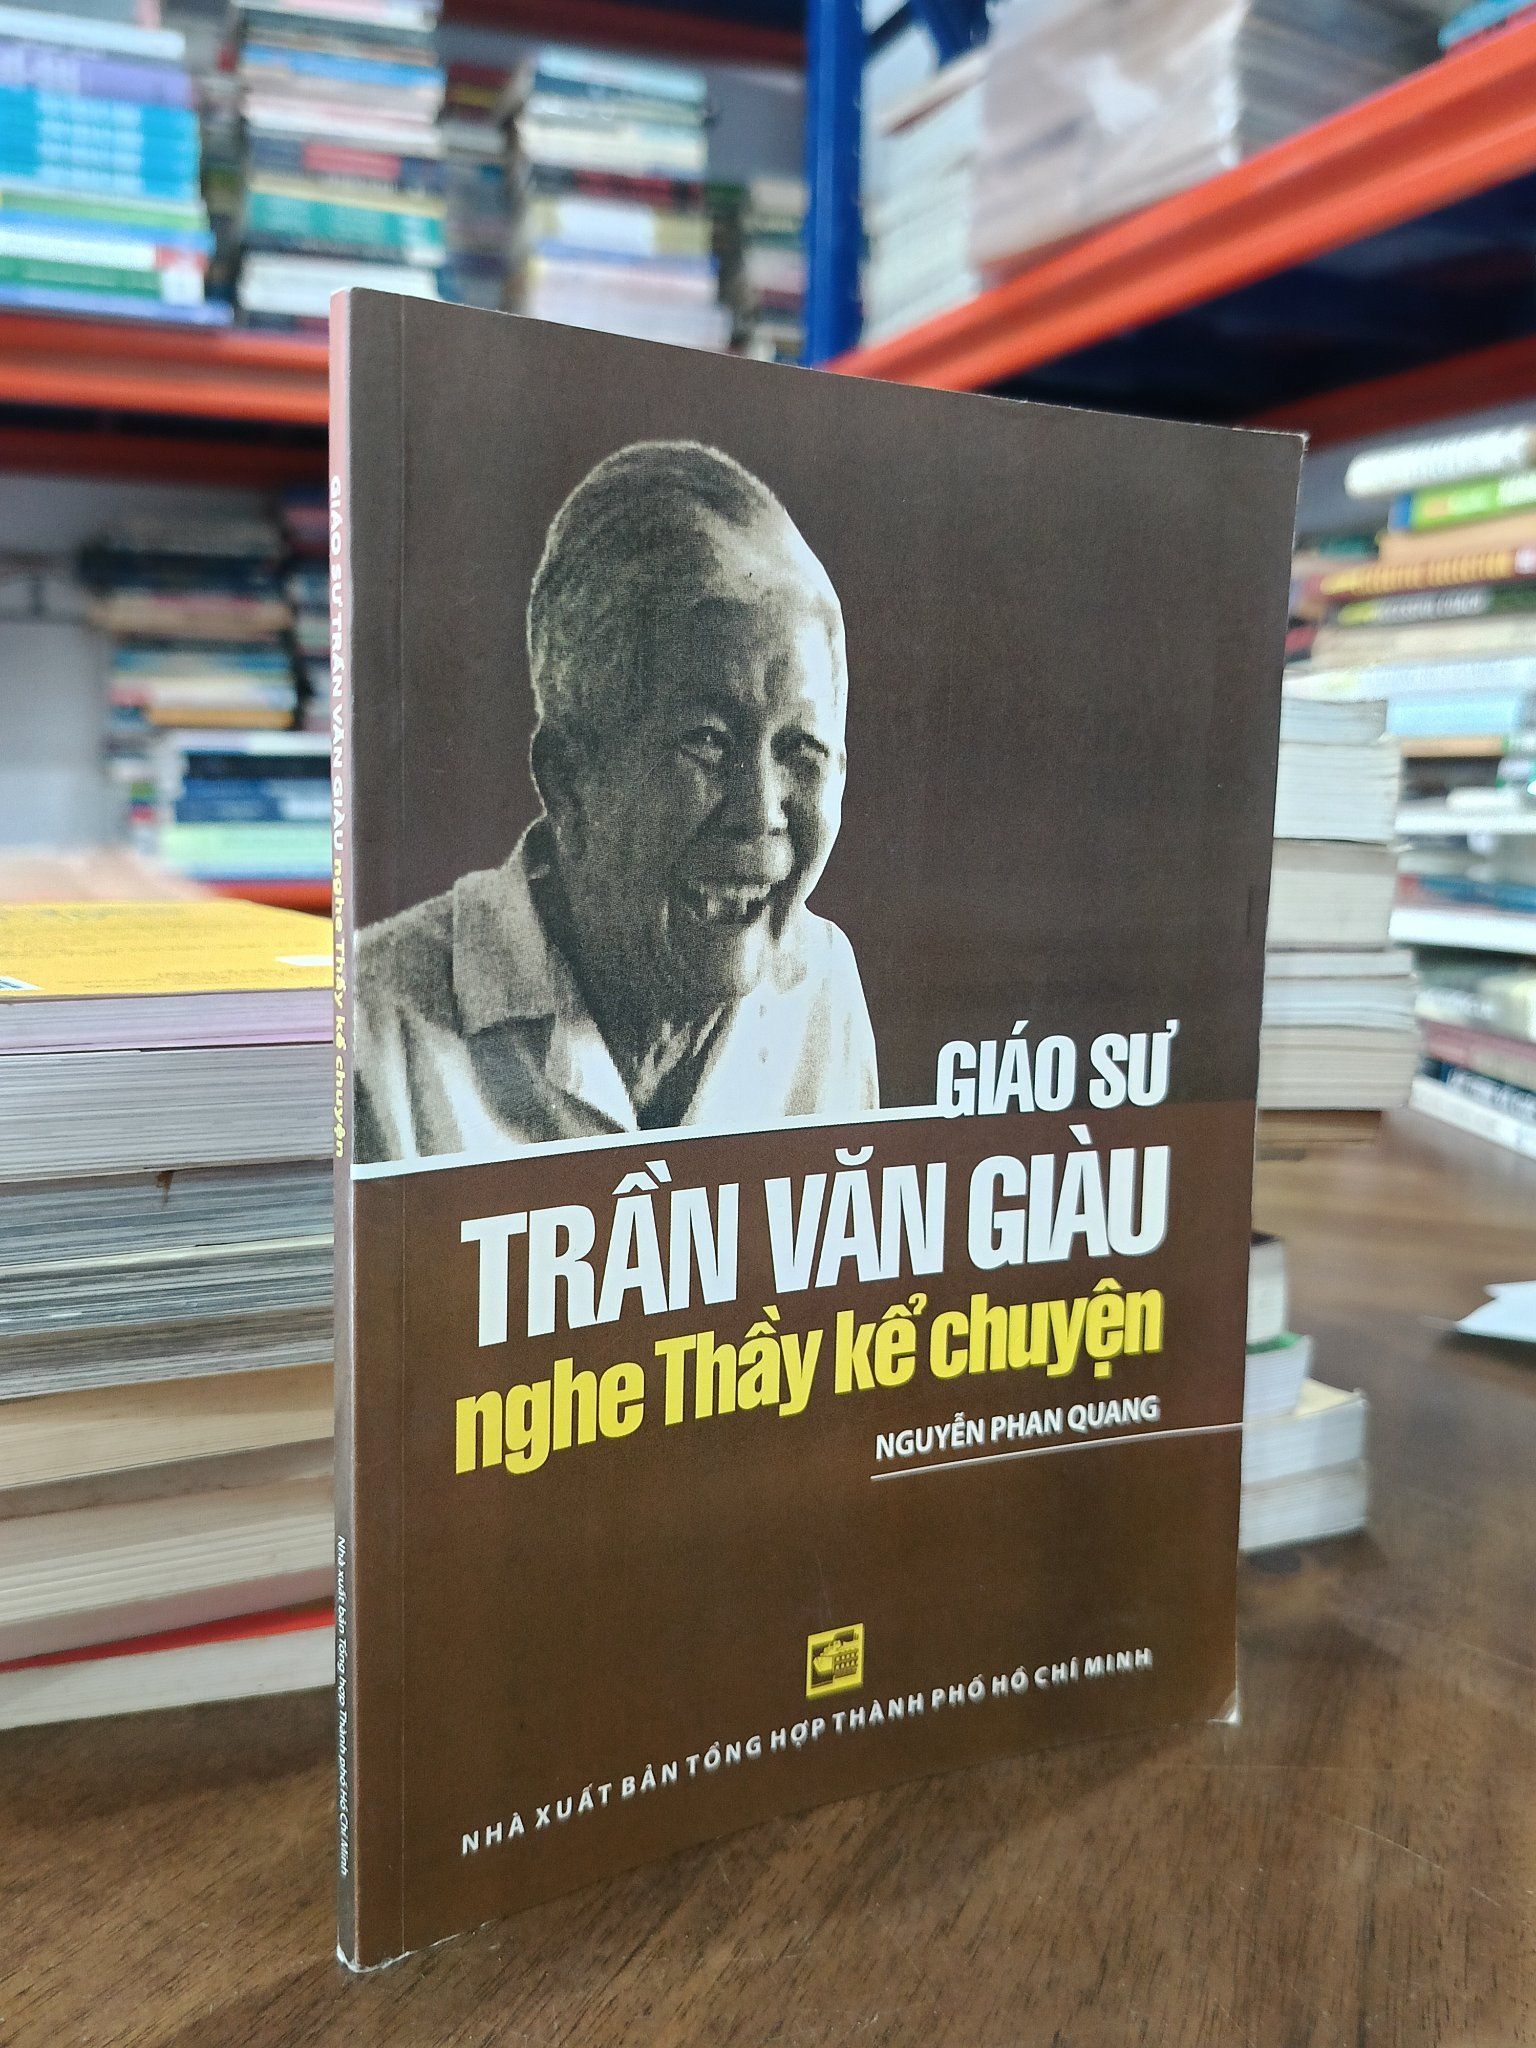 GIÁO SƯ
TRẦN VĂN GIÀU
nghe Thầy kể chuyện
NGUYỄN PHAN QUANG
NHÀ XUẤT BẢN TỔNG HỢP THÀNH PHỐ HỒ CHÍ MINH
GIÁO SƯ TRẦN VĂN GIÀU nghe Thầy kể chuyện
Nhà xuất bản Tổng hợp Thành phố Hồ Chí Minh